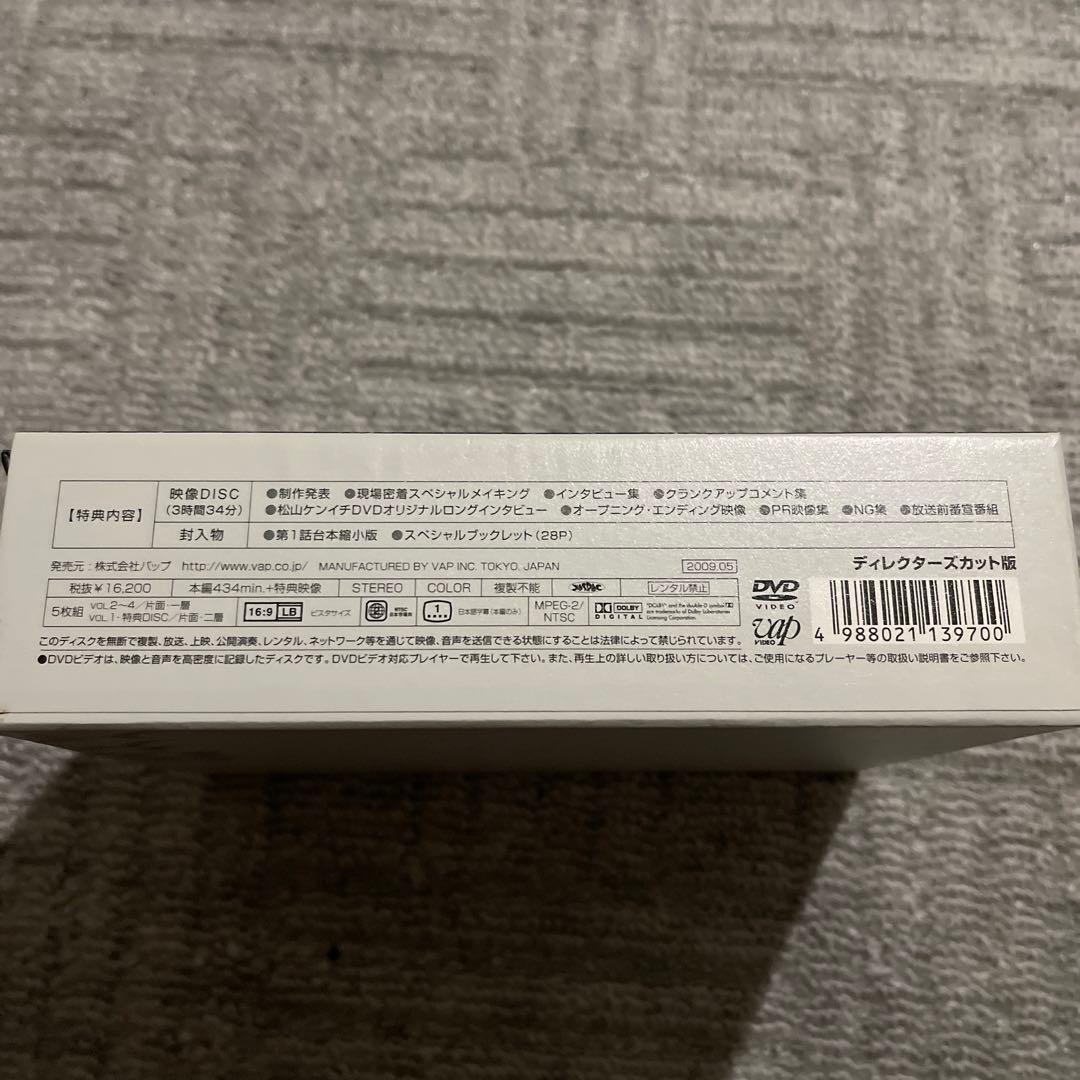 【特典内容】
映像DISC
(3時間34分)
●制作発表 ●現場密着スペシャルメイキング ●インタビュー集 ●クランクアップコメント集
●松山ケンイチDVDオリジナルロングインタビュー ●オープニング・エンディング映像 ●PR映像集 ●NG集 ●放送前番宣番組
封入物
●第1話台本縮小版 ●スペシャルブックレット(28P)
発売元:株式会社バップ http://www.vap.co.jp/ MANUFACTURED BY VAP INC. TOKYO. JAPAN
2009.05
ディレクターズカット版
税抜¥16,200 本編434min.+特典映像 STEREO COLOR 複製不能 レンタル禁止
5枚組
VOL.2~4/片面・一層
VOL.1・特典DISC/片面・二層
16:9 LB ビスタサイズ
NTSC
日本市場向
1.
日本語字幕(本編のみ)
MPEG-2/
NTSC
DOLBY
DIGITAL
"DOLBY" and the double-D symbol
are trademarks of Dolby Laboratories
Licensing Corporation.
DVD
VIDEO
vap
VIDEO
4 988021 139700
このディスクを無断で複製、放送、上映、公開演奏、レンタル、ネットワーク等を通じて映像、音声を送信できる状態にすることは法律によって禁じられています。
●DVDビデオは、映像と音声を高密度に記録したディスクです。DVDビデオ対応プレイヤーで再生して下さい。また、再生上の詳しい取り扱い方については、ご使用になるプレーヤー等の取扱い説明書をご参照下さい。